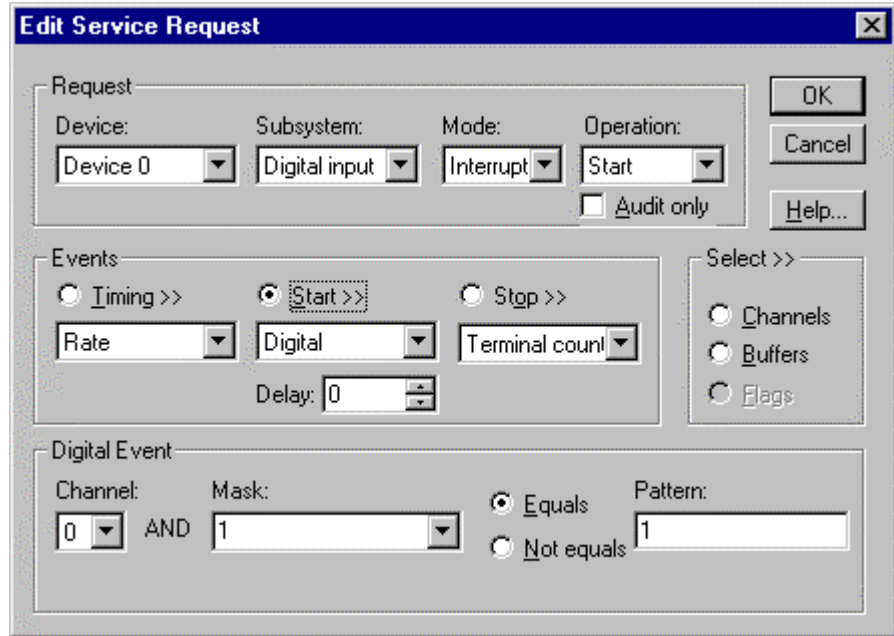 Edit Service Request
Request
Device: Subsystem: Mode: Operation:
Device 0 Digital input Interrupt Start
Audit only
OK
Cancel
Help...
Events
Timing >> Start >> Stop >>
Rate Digital Terminal count
Delay: 0
Select >>
Channels
Buffers
Flags
Digital Event
Channel: Mask: Pattern:
0 AND 1 Equals 1
Not equals